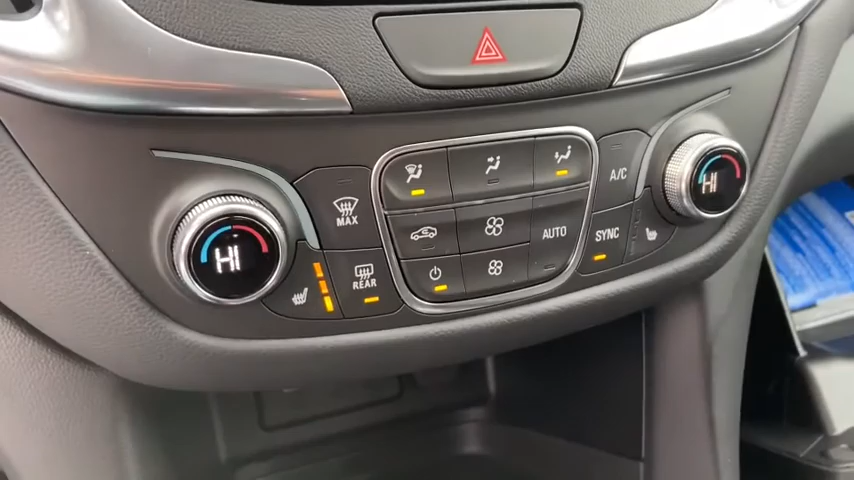 HI
MAX
REAR
AUTO
A/C
SYNC
HI